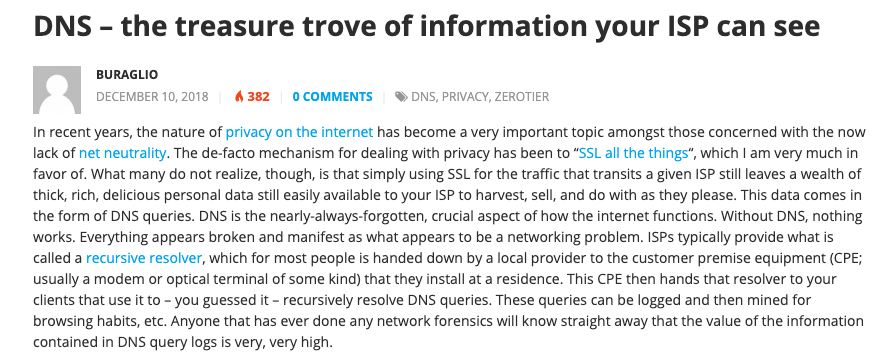 DNS – the treasure trove of information your ISP can see
BURAGLIO
DECEMBER 10, 2018 | 382 | 0 COMMENTS | DNS, PRIVACY, ZEROTIER
In recent years, the nature of privacy on the internet has become a very important topic amongst those concerned with the now
lack of net neutrality. The de-facto mechanism for dealing with privacy has been to “SSL all the things“, which I am very much in
favor of. What many do not realize, though, is that simply using SSL for the traffic that transits a given ISP still leaves a wealth of
thick, rich, delicious personal data still easily available to your ISP to harvest, sell, and do with as they please. This data comes in
the form of DNS queries. DNS is the nearly-always-forgotten, crucial aspect of how the internet functions. Without DNS, nothing
works. Everything appears broken and manifest as what appears to be a networking problem. ISPs typically provide what is
called a recursive resolver, which for most people is handed down by a local provider to the customer premise equipment (CPE;
usually a modem or optical terminal of some kind) that they install at a residence. This CPE then hands that resolver to your
clients that use it to – you guessed it – recursively resolve DNS queries. These queries can be logged and then mined for
browsing habits, etc. Anyone that has ever done any network forensics will know straight away that the value of the information
contained in DNS query logs is very, very high.